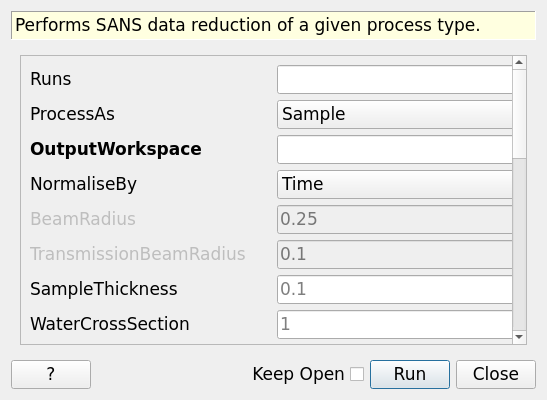 Performs SANS data reduction of a given process type.
Runs
ProcessAs Sample
OutputWorkspace
NormaliseBy Time
BeamRadius 0.25
TransmissionBeamRadius 0.1
SampleThickness 0.1
WaterCrossSection 1
? Keep Open Run Close